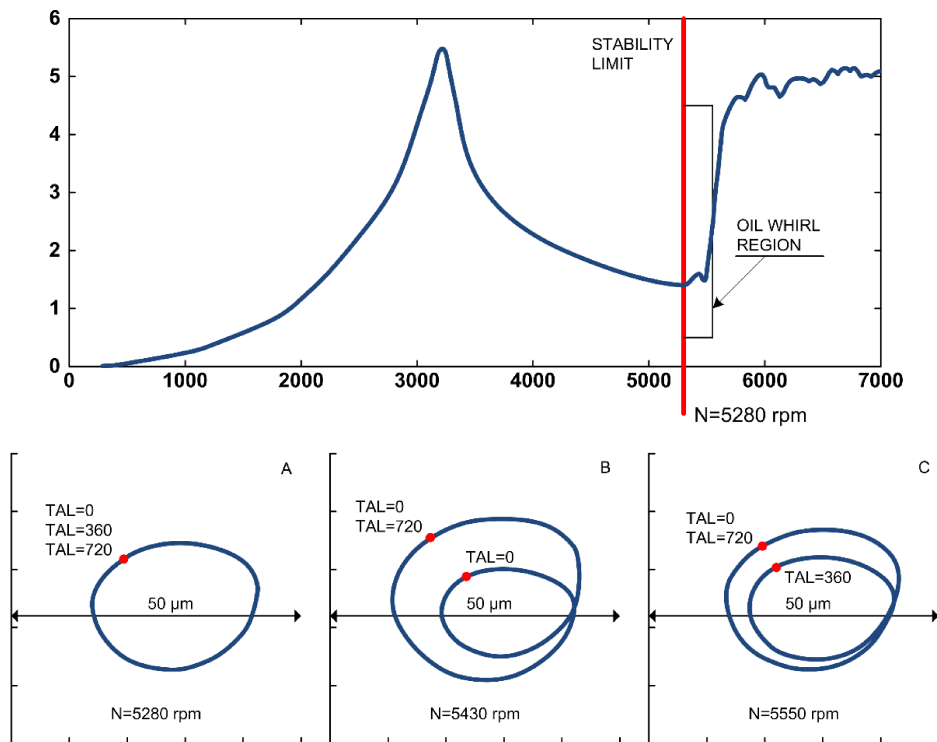 6
5
4
3
2
1
0
STABILITY
LIMIT
OIL WHIRL
REGION
0 1000 2000 3000 4000 5000 6000 7000
N=5280 rpm
A
TAL=0
TAL=360
TAL=720
50 µm
N=5280 rpm
B
TAL=0
TAL=720
TAL=0
50 µm
N=5430 rpm
C
TAL=0
TAL=720
TAL=360
50 µm
N=5550 rpm